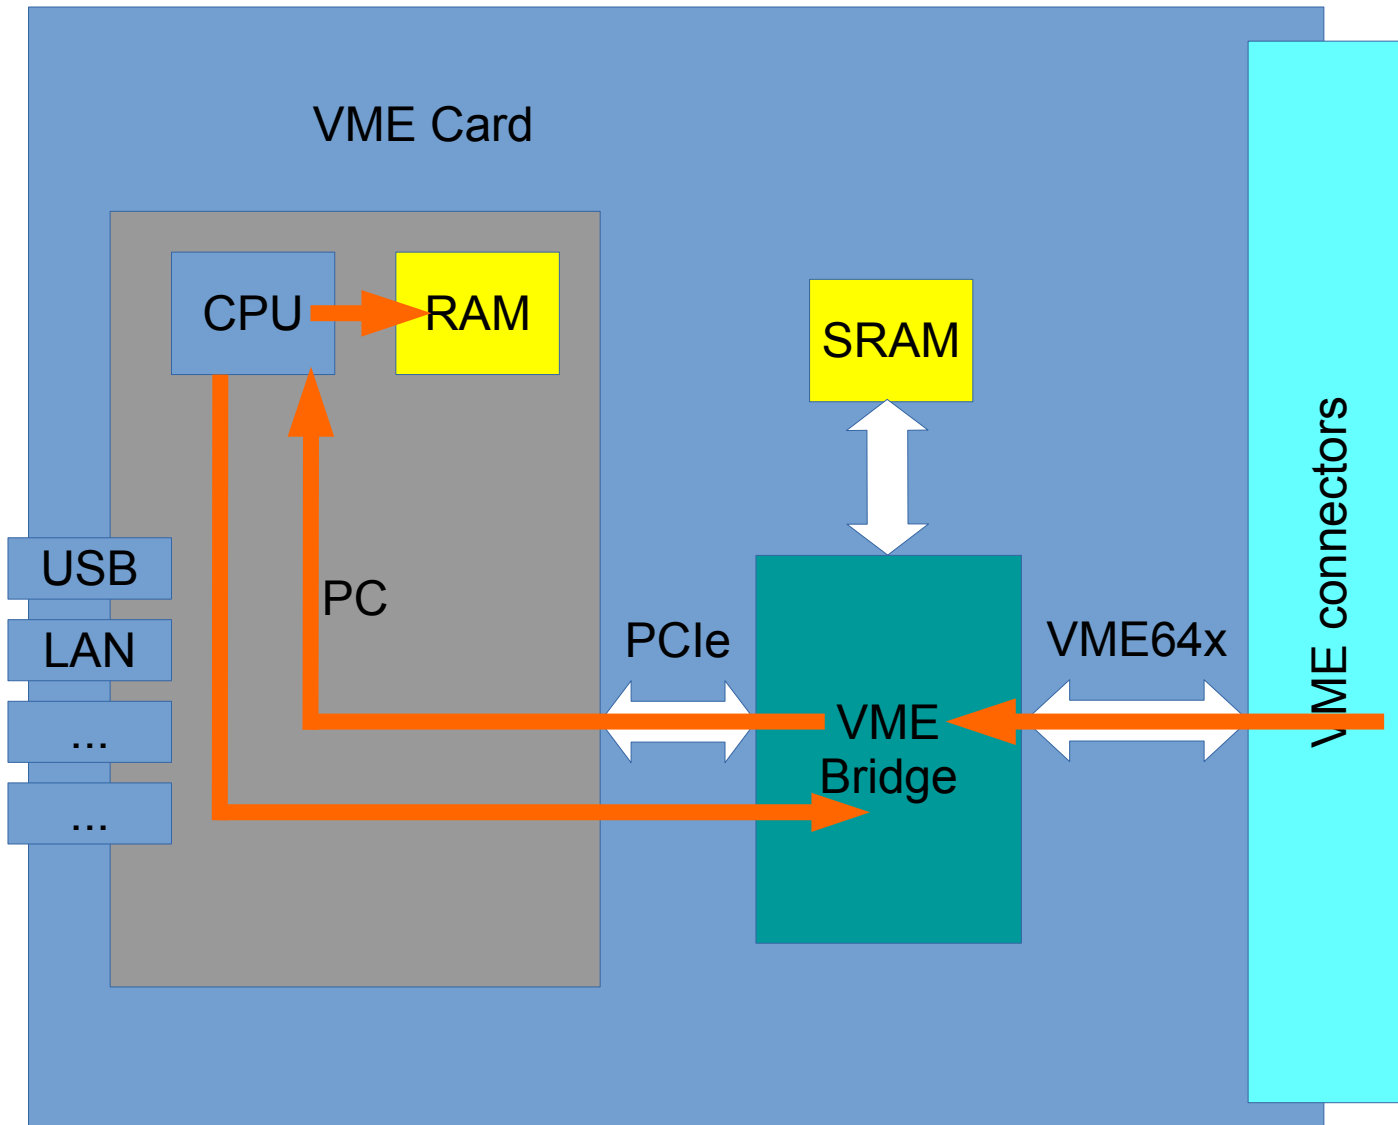 VME Card
CPU
RAM
SRAM
USB
LAN
...
...
PC
PCIe
VME64x
VME
Bridge
VME connectors